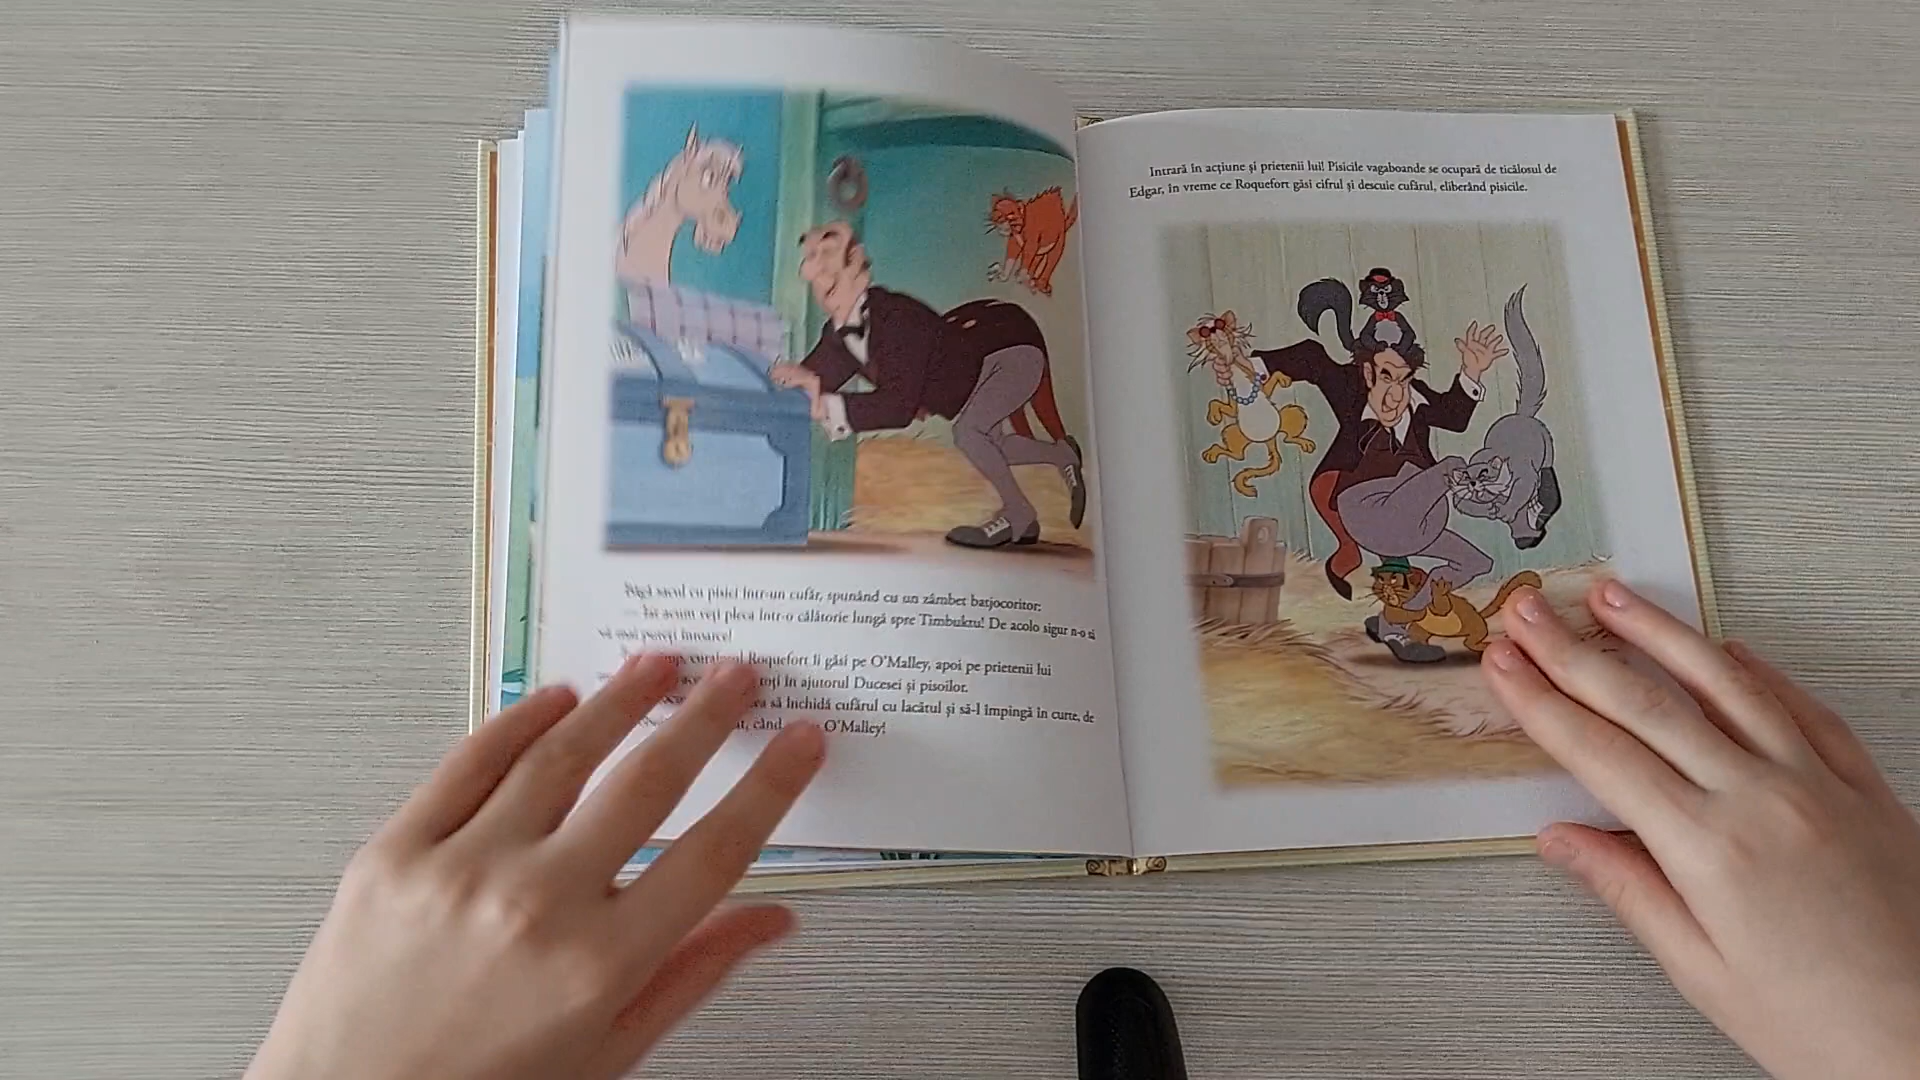 Băgă sacul cu pisici într-un cufăr, spunând cu un zâmbet batjocoritor:
— Iar acum veți pleca într-o călătorie lungă spre Timbuktu! De acolo sigur n-o să
vă mai puteți întoarce!
curajosul Roquefort îi găsi pe O'Malley, apoi pe prietenii lui
toți în ajutorul Ducesei și pisoilor.
să închidă cufărul cu lacătul și să-l împingă în curte, de
când O'Malley!
Intrară în acțiune și prietenii lui! Pisicile vagaboande se ocupară de ticălosul de
Edgar, în vreme ce Roquefort găsi cifrul și descuie cufărul, eliberând pisicile.